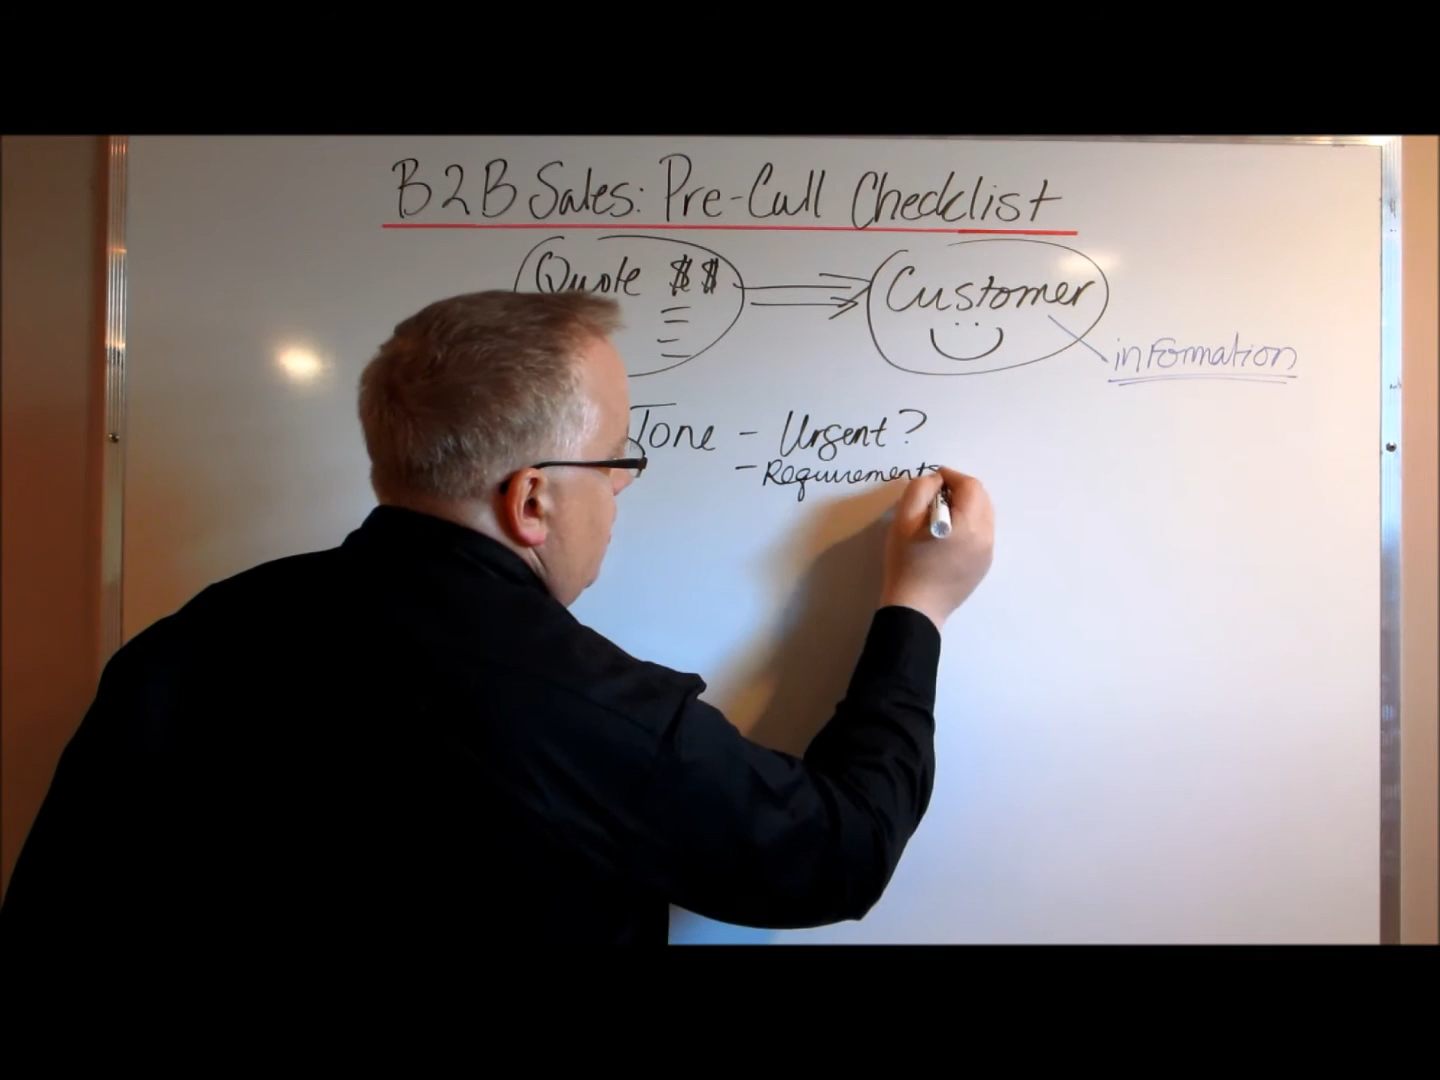 B2B Sales: Pre-Call Checklist
Quote $$
Customer
information
Tone - Urgent?
- Requirements